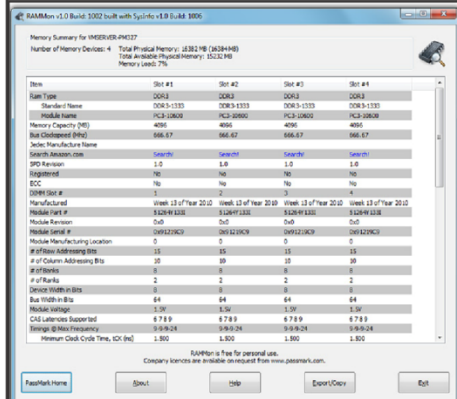 RAMMon v1.0 Build: 1002 built with SysInfo v1.0 Build: 1006
Memory Summary for VMSERVER-PM327
Number of Memory Devices: 4 Total Physical Memory: 16382 MB (16384MB)
Total Available Physical Memory: 15232 MB
Memory Load: 7%
Item Slot #1 Slot #2 Slot #3 Slot #4
Ram Type DDR3 DDR3 DDR3 DDR3
Standard Name DDR3-1333 DDR3-1333 DDR3-1333 DDR3-1333
Module Name PC3-10600 PC3-10600 PC3-10600 PC3-10600
Memory Capacity (MB) 4096 4096 4096 4096
Bus Clockspeed (Mhz) 666.67 666.67 666.67 666.67
Jedec Manufacture Name
Search Amazon.com Search! Search! Search! Search!
SPD Revision 1.0 1.0 1.0 1.0
Registered No No No No
ECC No No No No
DIMM Slot # 1 2 3 4
Manufactured Week 13 of Year 2010 Week 13 of Year 2010 Week 13 of Year 2010 Week 13 of Year 2010
Module Part #
Module Revision 0x0 0x0 0x0 0x0
Module Serial #
Module Manufacturing Location 0 0 0 0
# of Row Addressing Bits 15 15 15 15
# of Column Addressing Bits 10 10 10 10
# of Banks 8 8 8 8
# of Ranks 2 2 2 2
Device Width in Bits 8 8 8 8
Bus Width in Bits 64 64 64 64
Module Voltage 1.5V 1.5V 1.5V 1.5V
CAS Latencies Supported 6 7 8 9 6 7 8 9 6 7 8 9 6 7 8 9
Timings @ Max Frequency 9-9-9-24 9-9-9-24 9-9-9-24 9-9-9-24
Minimum Clock Cycle Time, tCK (ns) 1.500 1.500 1.500 1.500
RAMMon is free for personal use.
Company licences are available on request from www.passmark.com.
PassMark Home About Help Export/Copy Exit